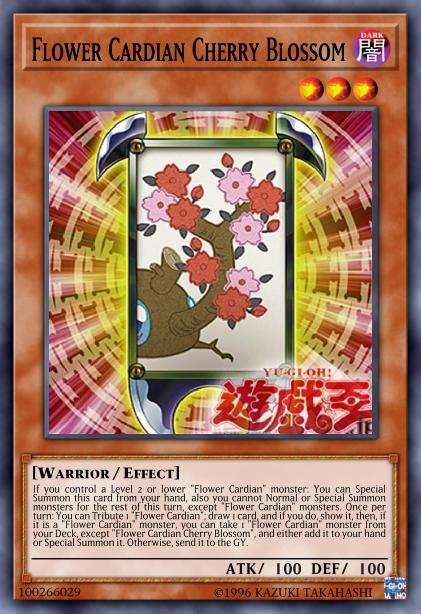 FLOWER CARDIAN CHERRY BLOSSOM
DARK
闇
YU-GI-OH!
遊戯王
[WARRIOR / EFFECT]
If you control a Level 2 or lower "Flower Cardian" monster: You can Special
Summon this card from your hand, also you cannot Normal or Special Summon
monsters for the rest of this turn, except "Flower Cardian" monsters. Once per
turn: You can Tribute 1 "Flower Cardian"; draw 1 card, and if you do, show it, then, if
it is a "Flower Cardian" monster, you can take 1 "Flower Cardian" monster from
your Deck, except "Flower Cardian Cherry Blossom", and either add it to your hand
or Special Summon it. Otherwise, send it to the GY.
ATK/ 100 DEF/ 100
100266029
©1996 KAZUKI TAKAHASHI